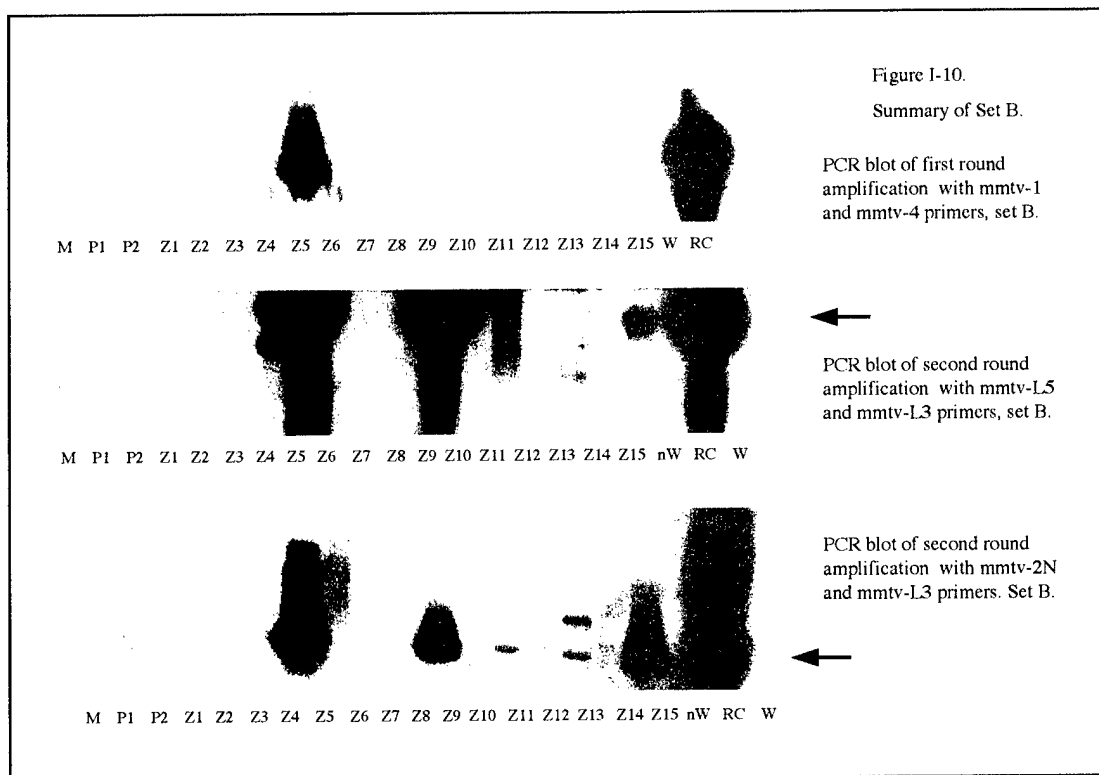 Figure I-10.
Summary of Set B.
PCR blot of first round
amplification with mmtv-1
and mmtv-4 primers, set B.
M P1 P2 Z1 Z2 Z3 Z4 Z5 Z6 Z7 Z8 Z9 Z10 Z11 Z12 Z13 Z14 Z15 W RC
PCR blot of second round
amplification with mmtv-L5
and mmtv-L3 primers, set B.
M P1 P2 Z1 Z2 Z3 Z4 Z5 Z6 Z7 Z8 Z9 Z10 Z11 Z12 Z13 Z14 Z15 nW RC W
PCR blot of second round
amplification with mmtv-2N
and mmtv-L3 primers. Set B.
M P1 P2 Z1 Z2 Z3 Z4 Z5 Z6 Z7 Z8 Z9 Z10 Z11 Z12 Z13 Z14 Z15 nW RC W